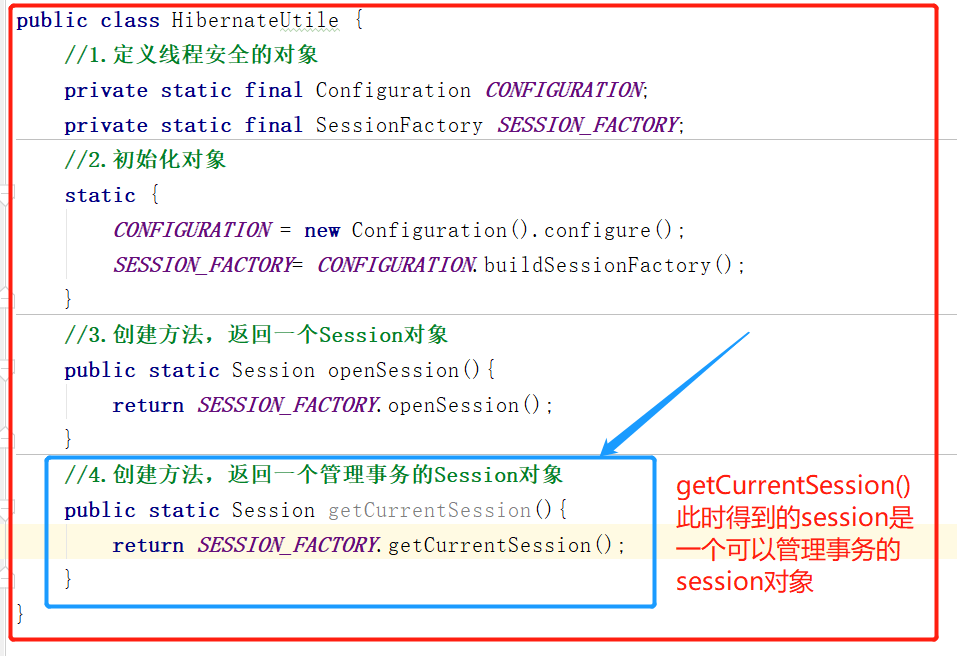 public class HibernateUtile {
//1.定义线程安全的对象
private static final Configuration CONFIGURATION;
private static final SessionFactory SESSION_FACTORY;
//2.初始化对象
static {
CONFIGURATION = new Configuration().configure();
SESSION_FACTORY= CONFIGURATION.buildSessionFactory();
}
//3.创建方法，返回一个Session对象
public static Session openSession(){
return SESSION_FACTORY.openSession();
}
//4.创建方法，返回一个管理事务的Session对象
public static Session getCurrentSession(){
return SESSION_FACTORY.getCurrentSession();
}
}
getCurrentSession()
此时得到的session是
一个可以管理事务的
session对象